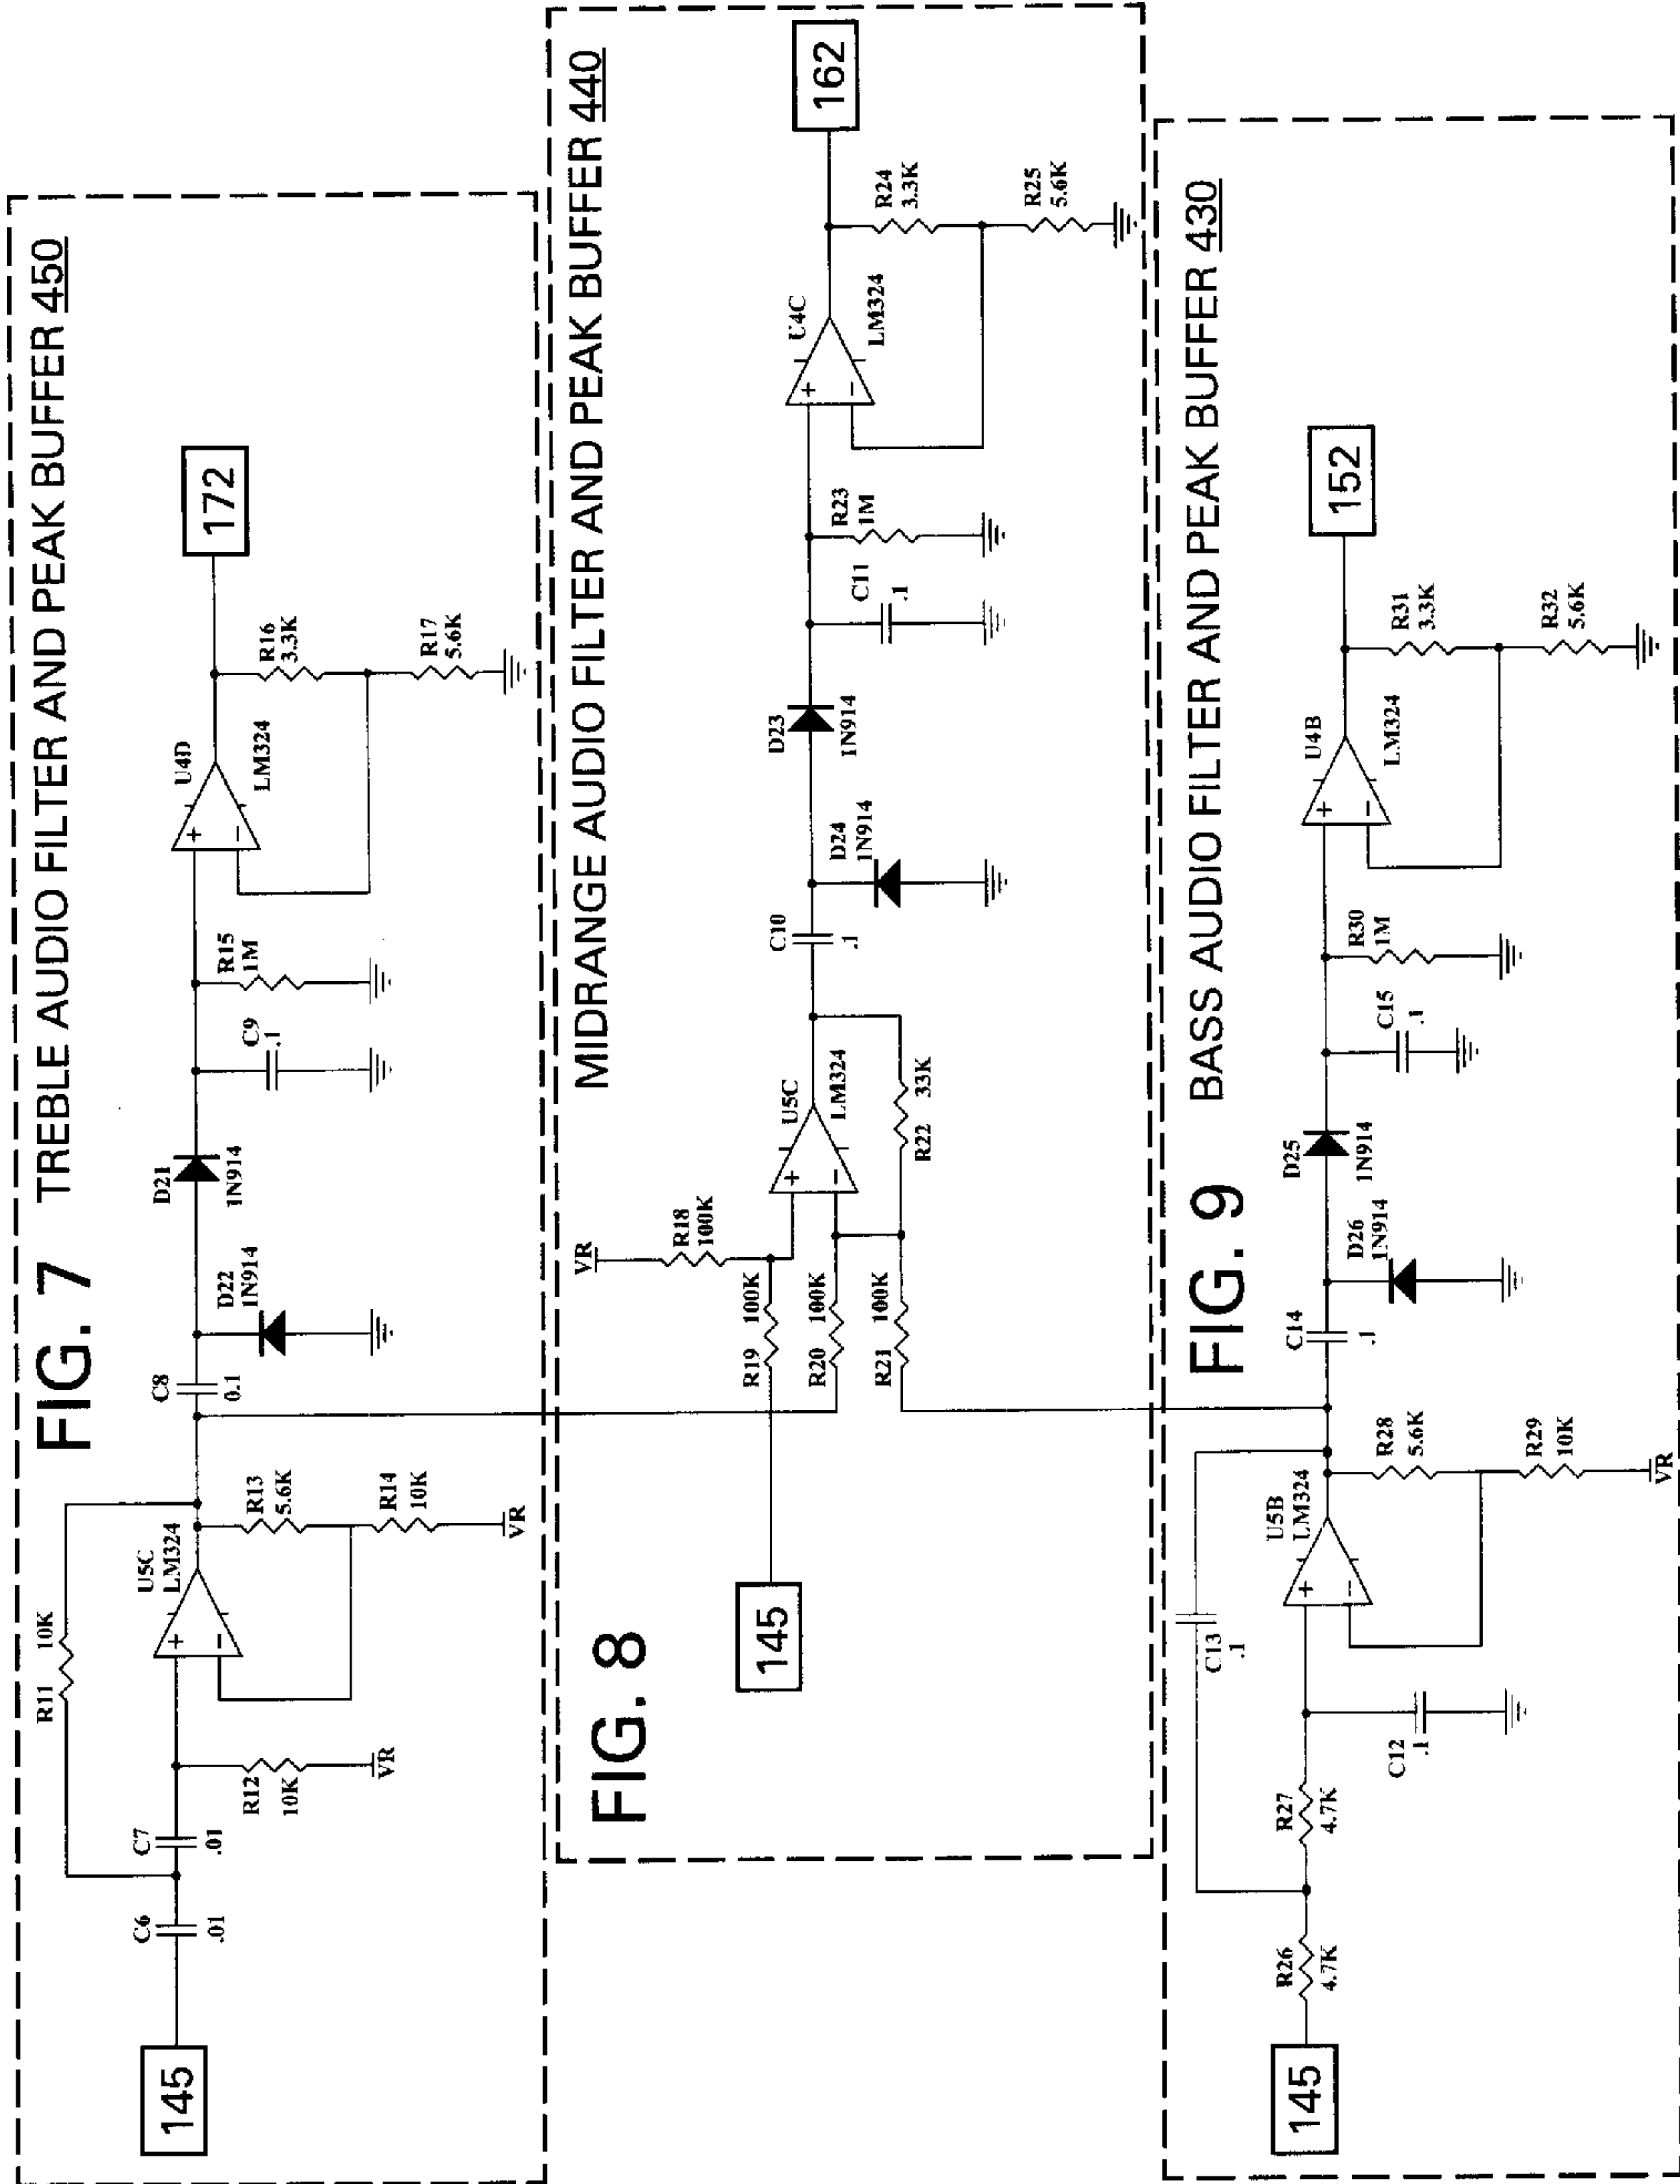 FIG. 7
TREBLE AUDIO FILTER AND PEAK BUFFER 450
145
C6
.01
C7
.01
R11 10K
R12
10K
VR
U5C
LM324
R13
5.6K
R14
10K
VR
C8
0.1
D22
1N914
D21
1N914
C9
.1
R15
1M
U4D
LM324
R16
3.3K
R17
5.6K
172
FIG. 8
MIDRANGE AUDIO FILTER AND PEAK BUFFER 440
145
VR
R18
100K
R19 100K
R20 100K
R21 100K
U5C
LM324
R22 33K
C10
.1
D24
1N914
D23
1N914
C11
.1
R23
1M
U4C
LM324
R24
3.3K
R25
5.6K
162
FIG. 9
BASS AUDIO FILTER AND PEAK BUFFER 430
145
R26
4.7K
R27
4.7K
C13
.1
C12
.1
U5B
LM324
R28
5.6K
R29
10K
VR
C14
.1
D26
1N914
D25
1N914
C15
.1
R30
1M
U4B
LM324
R31
3.3K
R32
5.6K
152